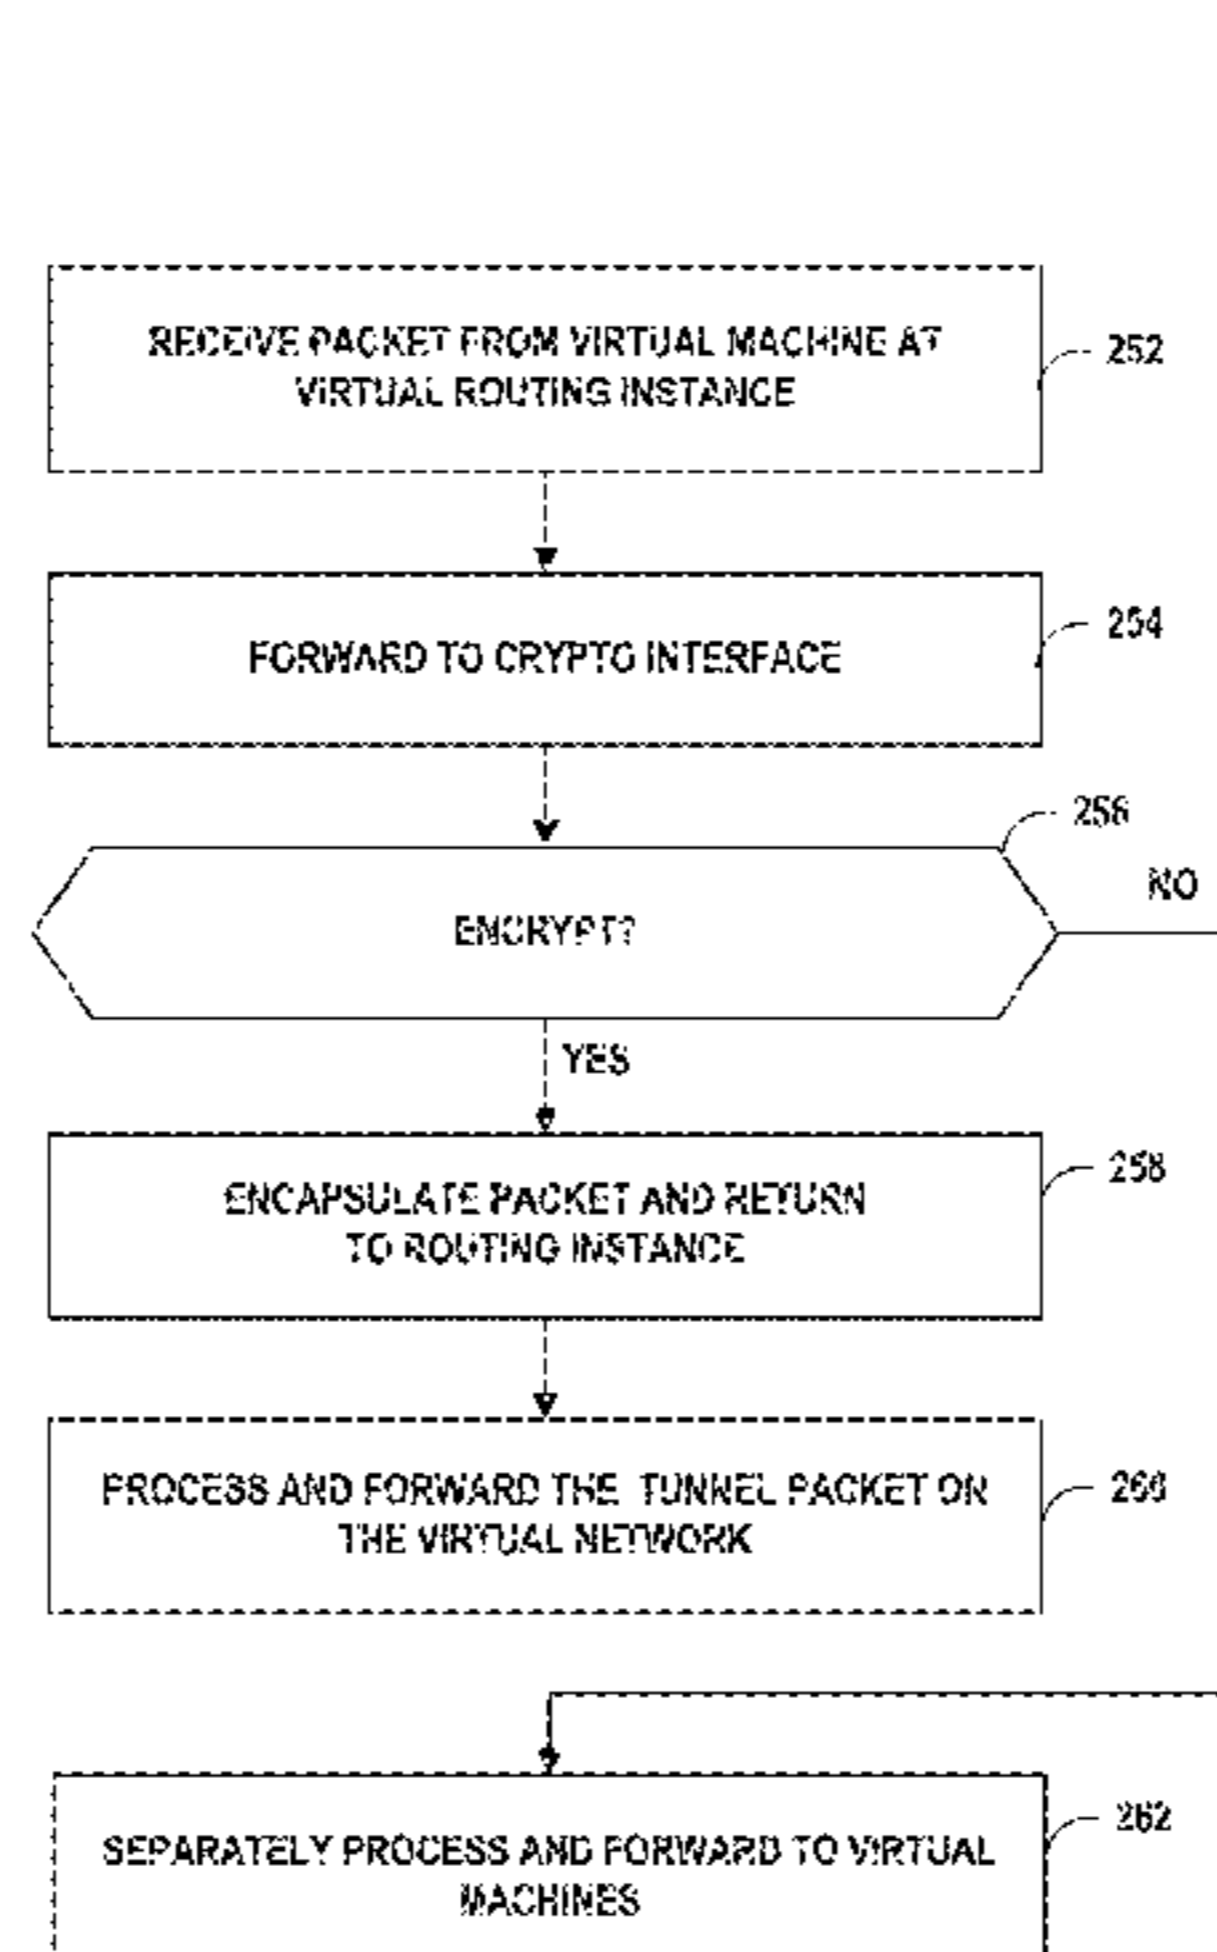 RECEIVE PACKET FROM VIRTUAL MACHINE AT
VIRTUAL ROUTING INSTANCE
252
FORWARD TO CRYPTO INTERFACE
254
256
NO
ENCRYPT?
YES
ENCAPSULATE PACKET AND RETURN
TO ROUTING INSTANCE
258
PROCESS AND FORWARD THE TUNNEL PACKET ON
THE VIRTUAL NETWORK
266
SEPARATELY PROCESS AND FORWARD TO VIRTUAL
MACHINES
262